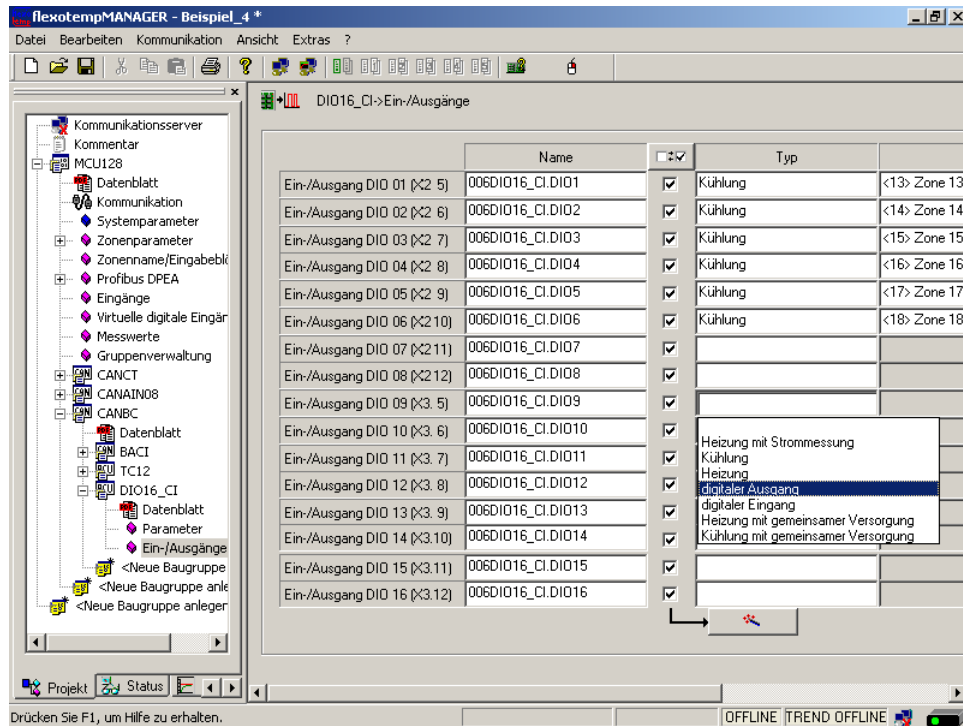 flexotempMANAGER - Beispiel_4 *
Datei Bearbeiten Kommunikation Ansicht Extras ?
DIO16_CI->Ein-/Ausgänge
Kommunikationsserver
Kommentar
MCU128
Datenblatt
Kommunikation
Systemparameter
Zonenparameter
Zonenname/Eingabeblö
Profibus DPEA
Eingänge
Virtuelle digitale Eingän
Messwerte
Gruppenverwaltung
CANCT
CANAIN08
CANBC
Datenblatt
BACI
TC12
DIO16_CI
Datenblatt
Parameter
Ein-/Ausgänge
<Neue Baugruppe
<Neue Baugruppe anle
<Neue Baugruppe anlegen
Projekt Status
Name Typ
Ein-/Ausgang DIO 01 (X2 5) 006DIO16_CI.DIO1 Kühlung <13> Zone 13
Ein-/Ausgang DIO 02 (X2 6) 006DIO16_CI.DIO2 Kühlung <14> Zone 14
Ein-/Ausgang DIO 03 (X2 7) 006DIO16_CI.DIO3 Kühlung <15> Zone 15
Ein-/Ausgang DIO 04 (X2 8) 006DIO16_CI.DIO4 Kühlung <16> Zone 16
Ein-/Ausgang DIO 05 (X2 9) 006DIO16_CI.DIO5 Kühlung <17> Zone 17
Ein-/Ausgang DIO 06 (X210) 006DIO16_CI.DIO6 Kühlung <18> Zone 18
Ein-/Ausgang DIO 07 (X211) 006DIO16_CI.DIO7
Ein-/Ausgang DIO 08 (X212) 006DIO16_CI.DIO8
Ein-/Ausgang DIO 09 (X3. 5) 006DIO16_CI.DIO9
Ein-/Ausgang DIO 10 (X3. 6) 006DIO16_CI.DIO10
Ein-/Ausgang DIO 11 (X3. 7) 006DIO16_CI.DIO11
Ein-/Ausgang DIO 12 (X3. 8) 006DIO16_CI.DIO12
Ein-/Ausgang DIO 13 (X3. 9) 006DIO16_CI.DIO13
Ein-/Ausgang DIO 14 (X3.10) 006DIO16_CI.DIO14
Ein-/Ausgang DIO 15 (X3.11) 006DIO16_CI.DIO15
Ein-/Ausgang DIO 16 (X3.12) 006DIO16_CI.DIO16
Heizung mit Strommessung
Kühlung
Heizung
digitaler Ausgang
digitaler Eingang
Heizung mit gemeinsamer Versorgung
Kühlung mit gemeinsamer Versorgung
Drücken Sie F1, um Hilfe zu erhalten.
OFFLINE TREND OFFLINE